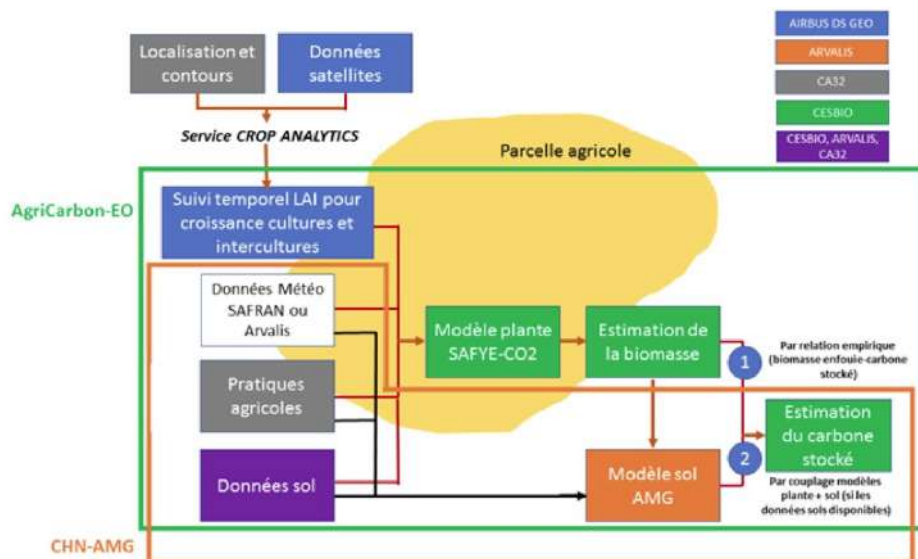 AIRBUS DS GEO
ARVALIS
CA32
CESBIO
CESBIO, ARVALIS,
CA32
Localisation et
contours
Données
satellites
Service CROP ANALYTICS
Parcelle agricole
AgriCarbon-EO
Suivi temporel LAI pour
croissance cultures et
intercultures
Données Météo
SAFRAN ou
Arvalis
Modèle plante
SAFYE-CO2
Estimation de
la biomasse
1
Par relation empirique
(biomasse enfouie-carbone
stocké)
Pratiques
agricoles
Estimation
du carbone
stocké
2
Données sol
Modèle sol
AMG
Par couplage modèles
plante + sol (si les
données sols disponibles)
CHN-AMG